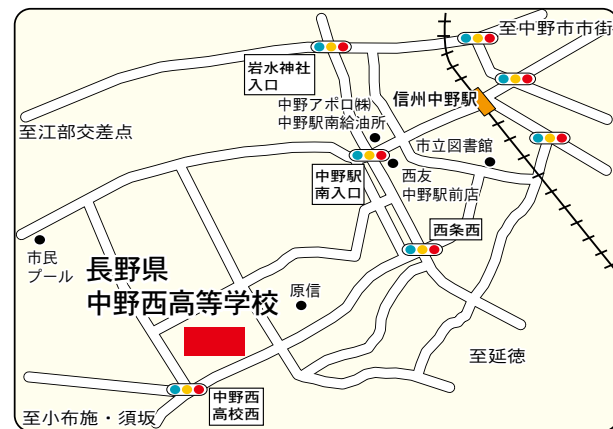 至中野市市街
岩水神社
入口
信州中野駅
中野アポロ㈱
中野駅南給油所
至江部交差点
市立図書館
中野駅
南入口
西友
中野駅前店
西条西
市民
プール
長野県
中野西高等学校
原信
至延徳
中野西
高校西
至小布施・須坂